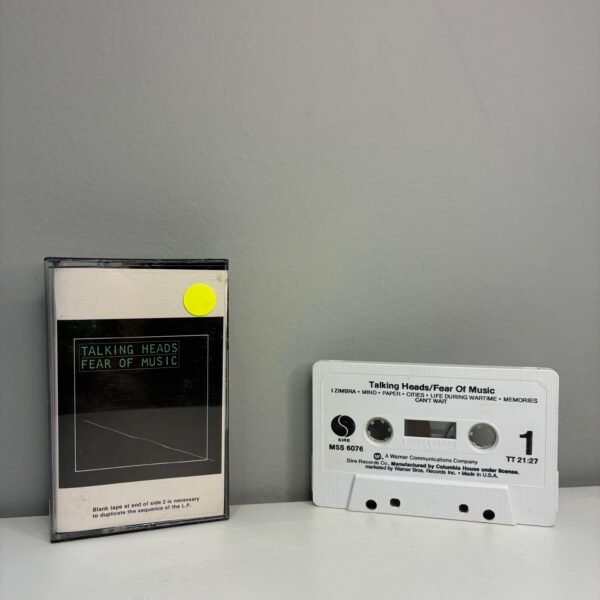 TALKING HEADS
FEAR OF MUSIC
Blank tape at end of side 2 is necessary
to duplicate the sequence of the L.P.
Talking Heads/Fear Of Music
I ZIMBRA • MIND • PAPER • CITIES • LIFE DURING WARTIME • MEMORIES
CAN'T WAIT
SIRE
M5S 6076
1
TT 21:27
W, A Warner Communications Company
Sire Records Co., Manufactured by Columbia House under license.
marketed by Warner Bros. Records Inc. • Made in U.S.A.